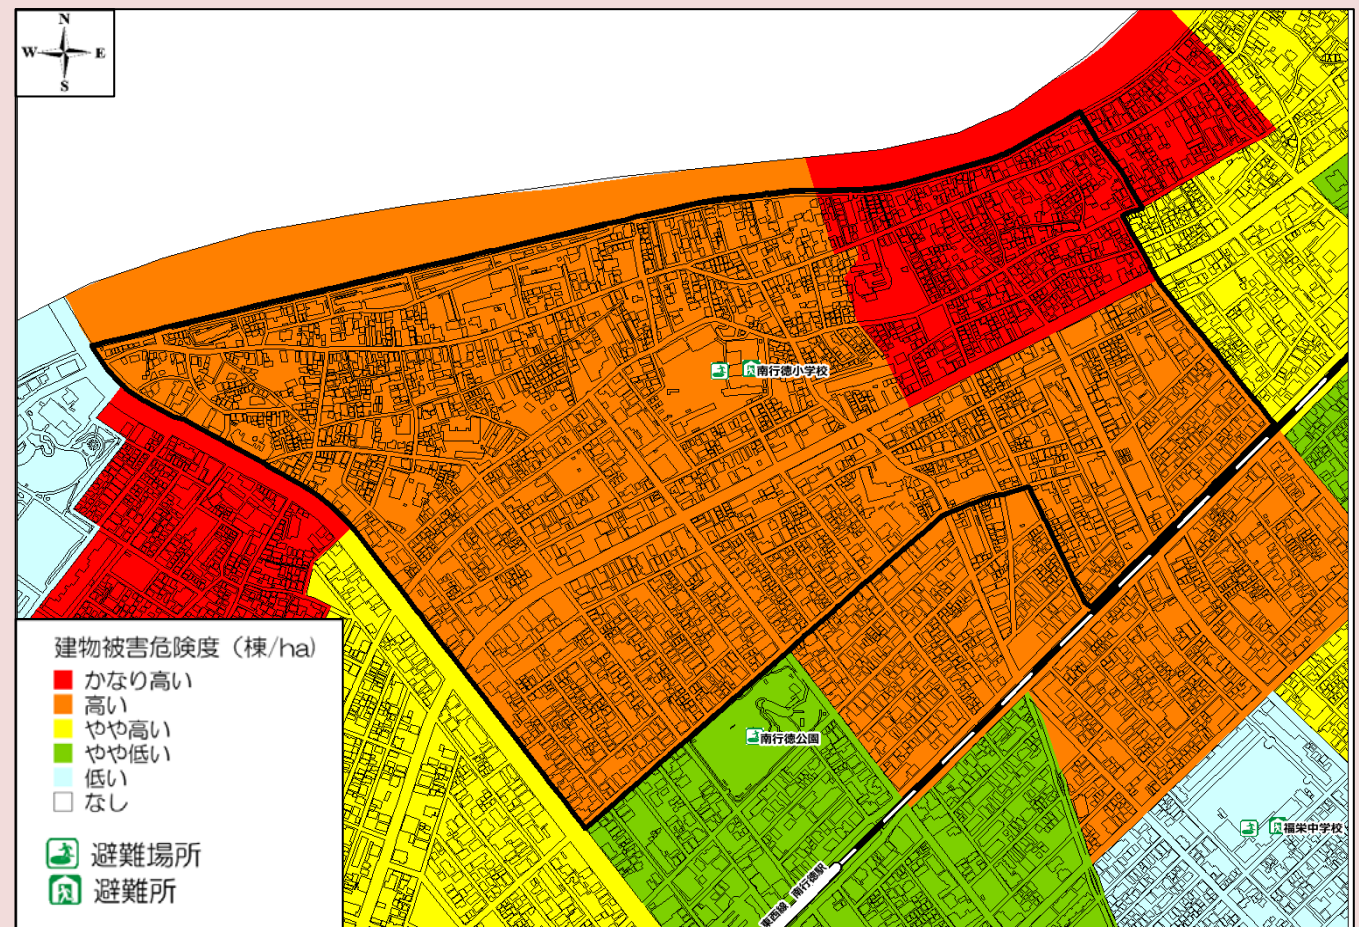 N
W E
S
南行徳小学校
建物被害危険度（棟/ha）
かなり高い
高い
やや高い
やや低い
低い
なし
避難場所
避難所
南行徳公園
福栄中学校
東西線 南行徳駅